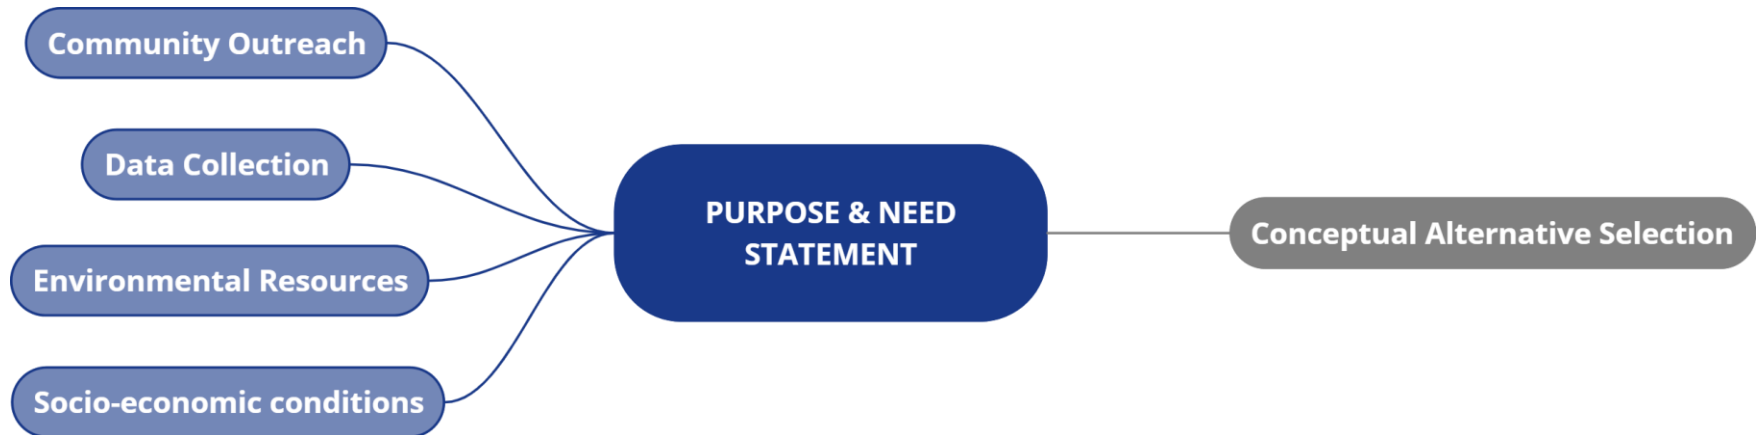 Community Outreach
Data Collection
Environmental Resources
Socio-economic conditions
PURPOSE & NEED
STATEMENT
Conceptual Alternative Selection